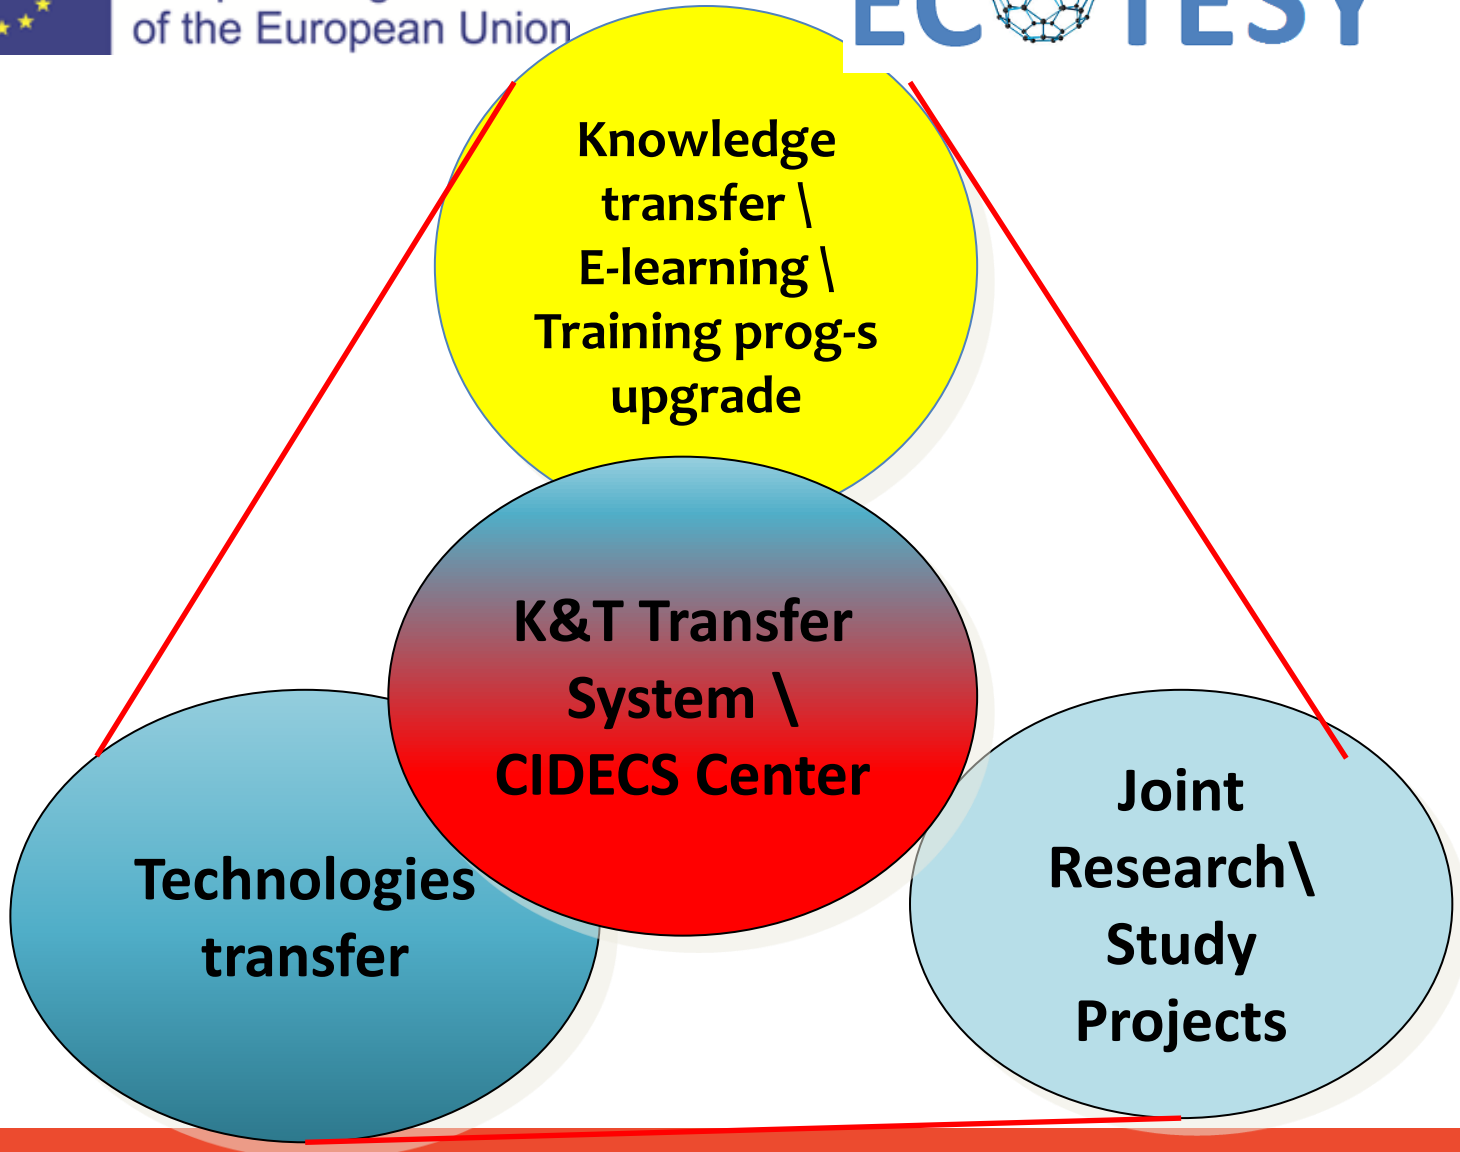 of the European Union
ECOTESY
Knowledge
transfer \
E-learning \
Training prog-s
upgrade
K&T Transfer
System \
CIDECS Center
Technologies
transfer
Joint
Research\
Study
Projects